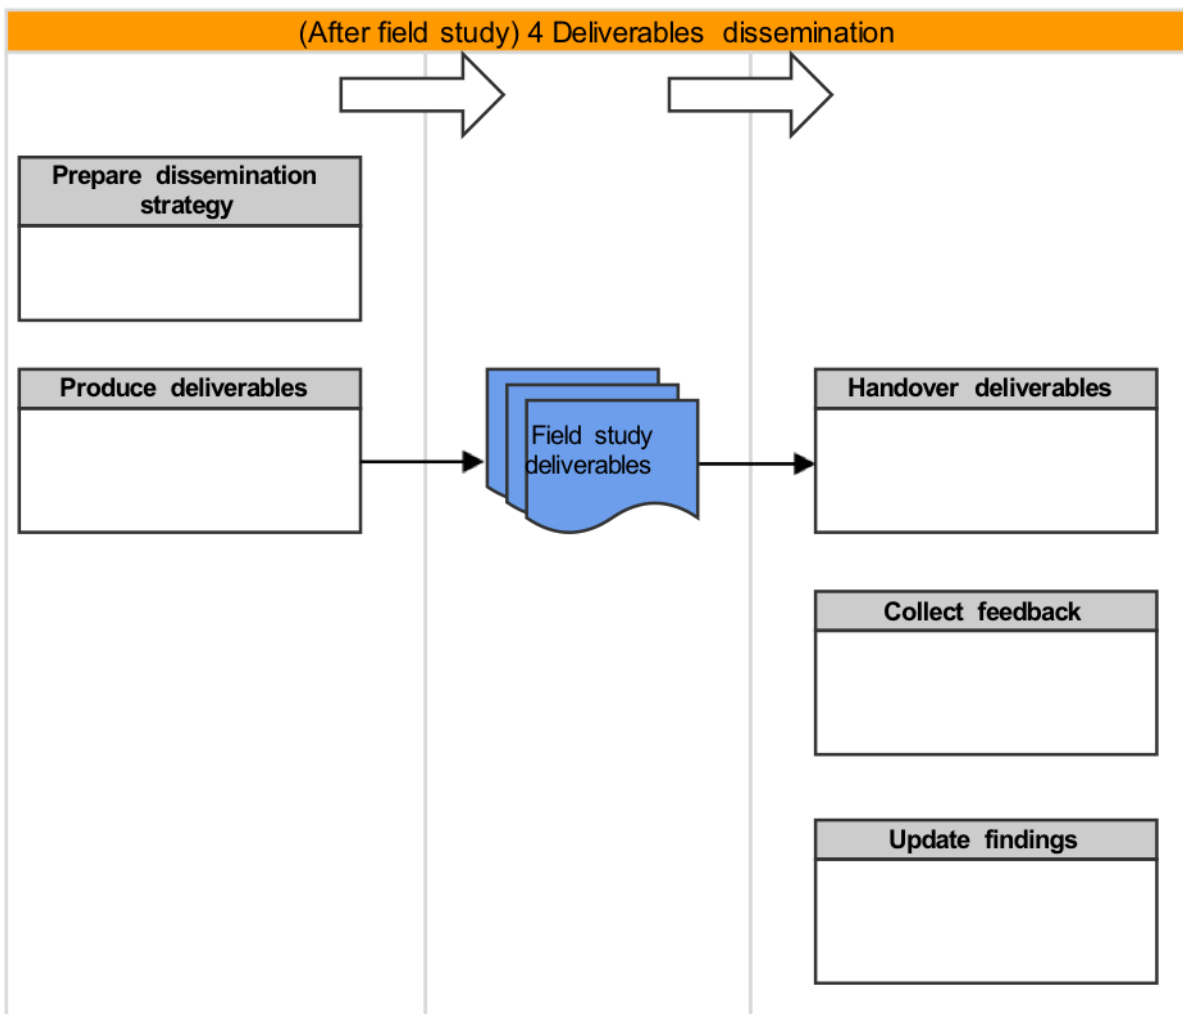 (After field study) 4 Deliverables dissemination
Prepare dissemination
strategy
Produce deliverables
Field study
deliverables
Handover deliverables
Collect feedback
Update findings